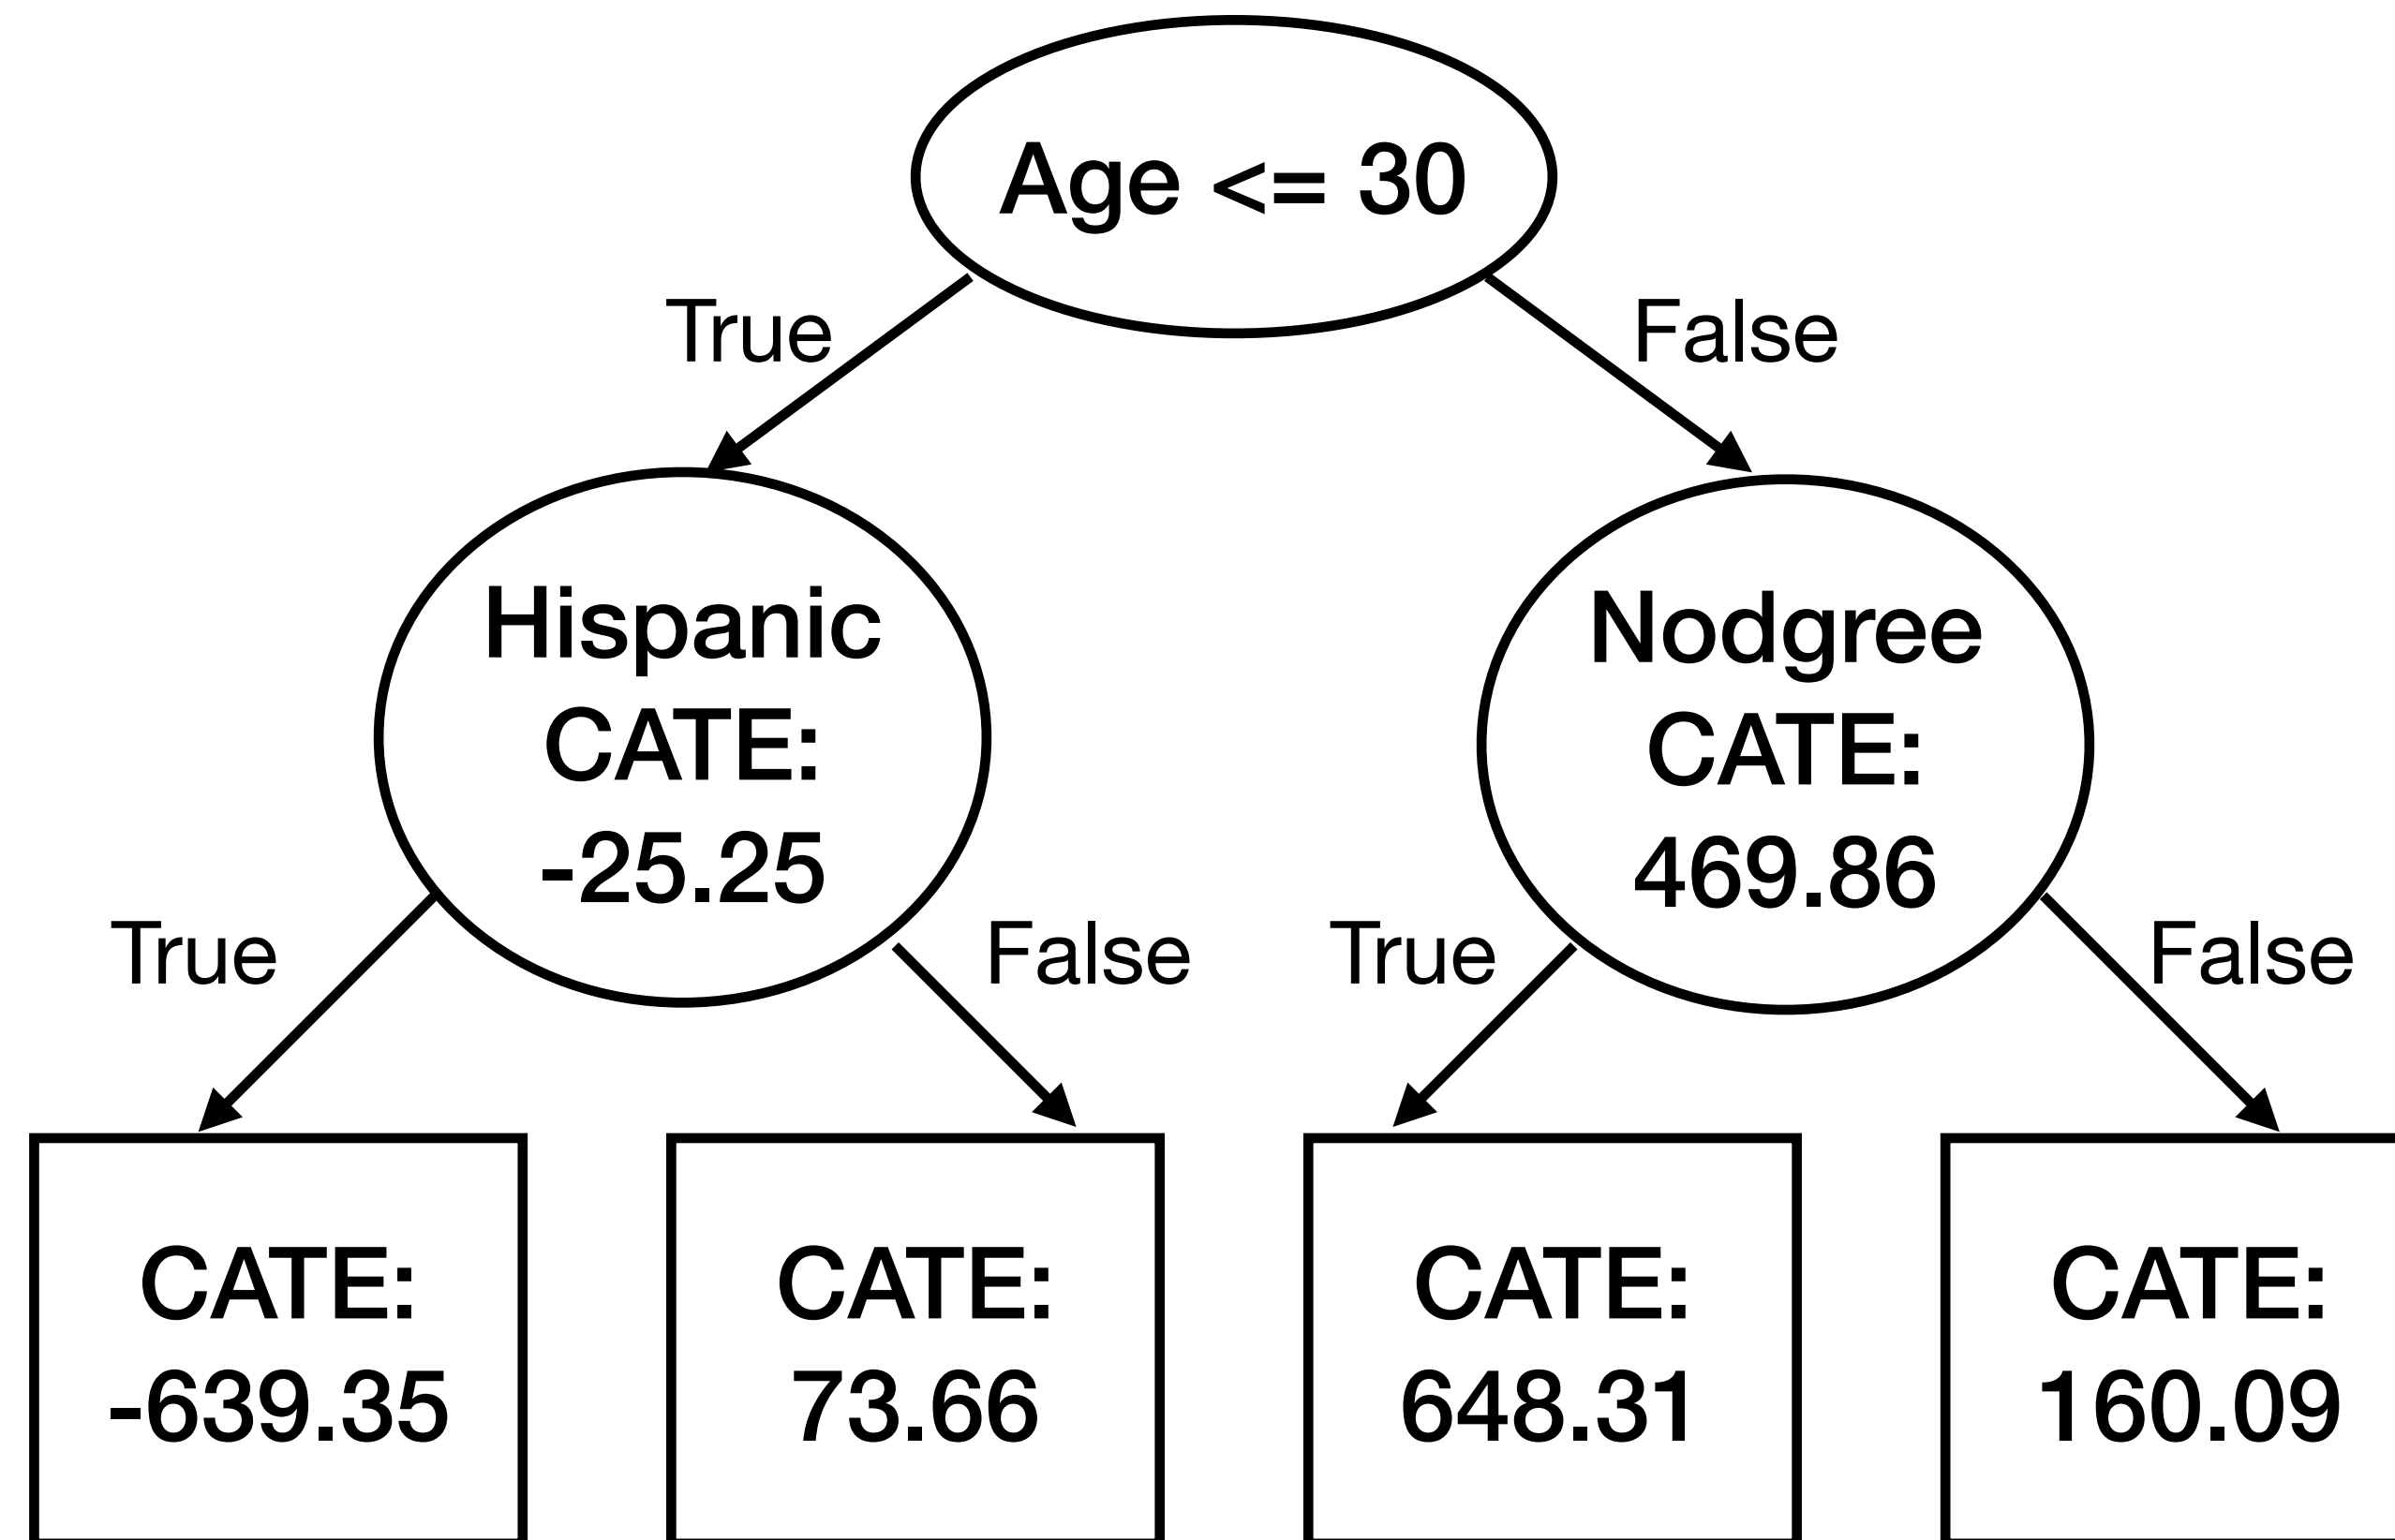 Age <= 30
True
False
Hispanic
CATE:
-25.25
Nodgree
CATE:
469.86
True
False
True
False
CATE:
-639.35
CATE:
73.66
CATE:
648.31
CATE:
160.09